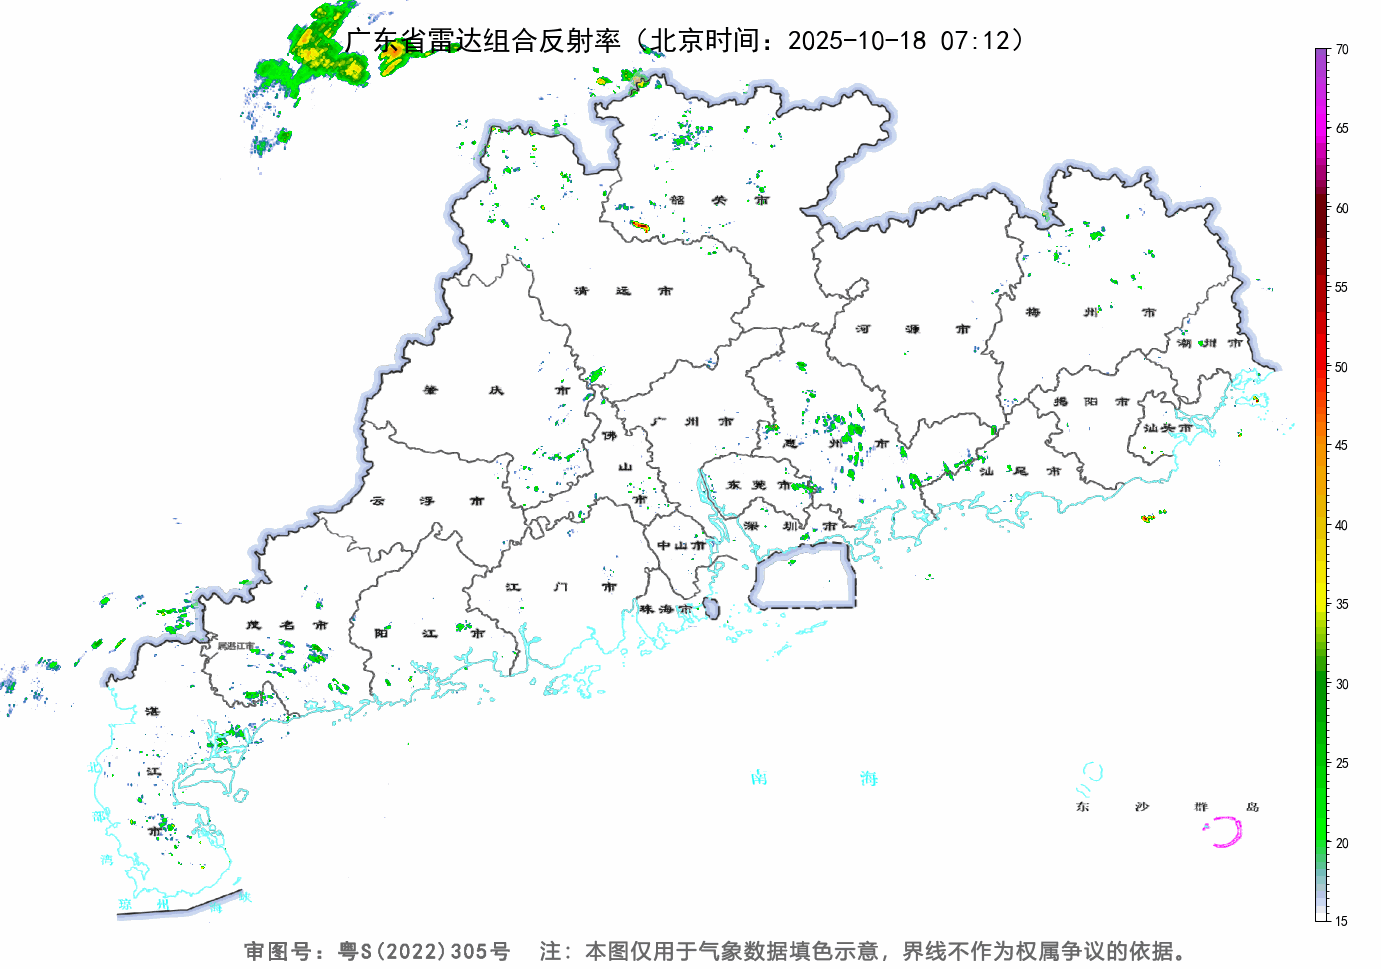 广东省雷达组合反射率（北京时间：2025-10-18 07:12）
70
65
60
55
50
45
40
35
30
25
20
15
韶关市
清远市
河源市
梅州市
潮州市
肇庆市
广州市
揭阳市
汕头市
佛山市
惠州市
汕尾市
云浮市
东莞市
深圳市
中山市
江门市
珠海市
茂名市
阳江市
属湛江市
湛江市
北部湾
南海
东沙群岛
琼州海峡
审图号：粤S(2022)305号 注：本图仅用于气象数据填色示意，界线不作为权属争议的依据。